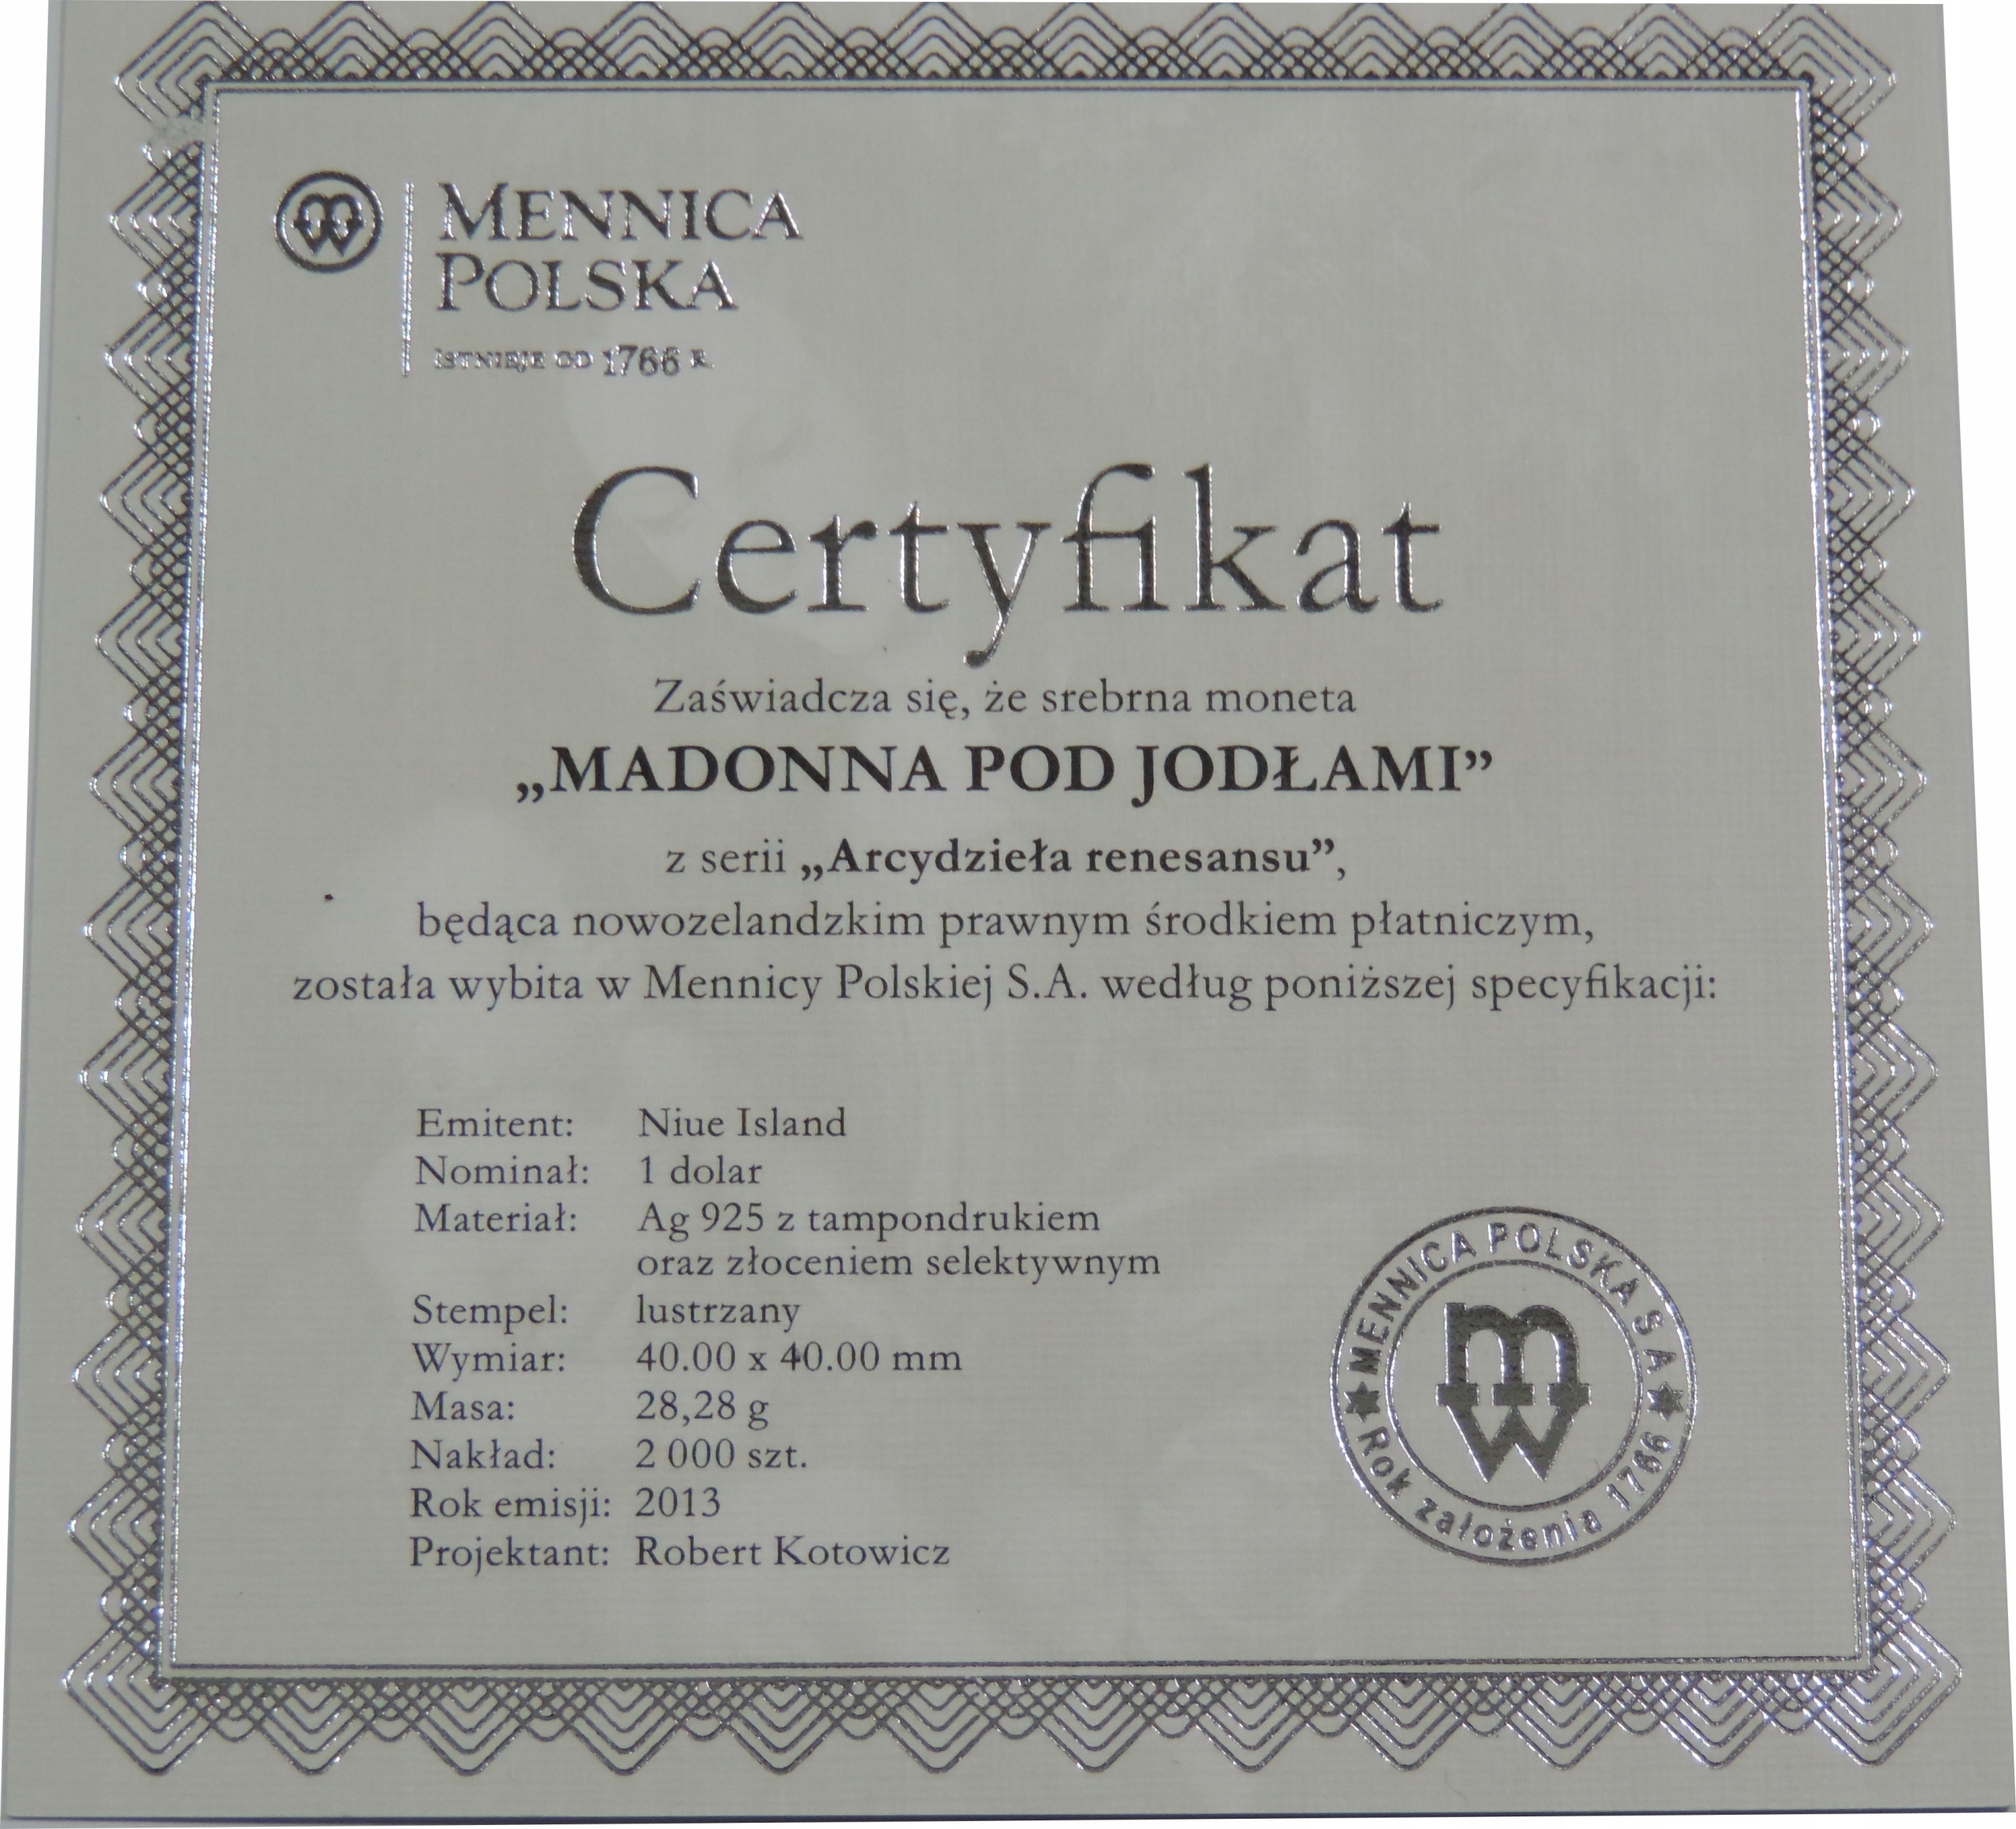 MENNICA
POLSKA
ISTNIEJE OD 1766 R.
Certyfikat
Zaświadcza się, że srebrna moneta
„MADONNA POD JODŁAMI”
z serii „Arcydzieła renesansu”,
będąca nowozelandzkim prawnym środkiem płatniczym,
została wybita w Mennicy Polskiej S.A. według poniższej specyfikacji:
Emitent: Niue Island
Nominał: 1 dolar
Materiał: Ag 925 z tampondrukiem
oraz złoceniem selektywnym
Stempel: lustrzany
Wymiar: 40.00 x 40.00 mm
Masa: 28,28 g
Nakład: 2 000 szt.
Rok emisji: 2013
Projektant: Robert Kotowicz
MENNICA POLSKA S A
mw
Rok założenia 1766